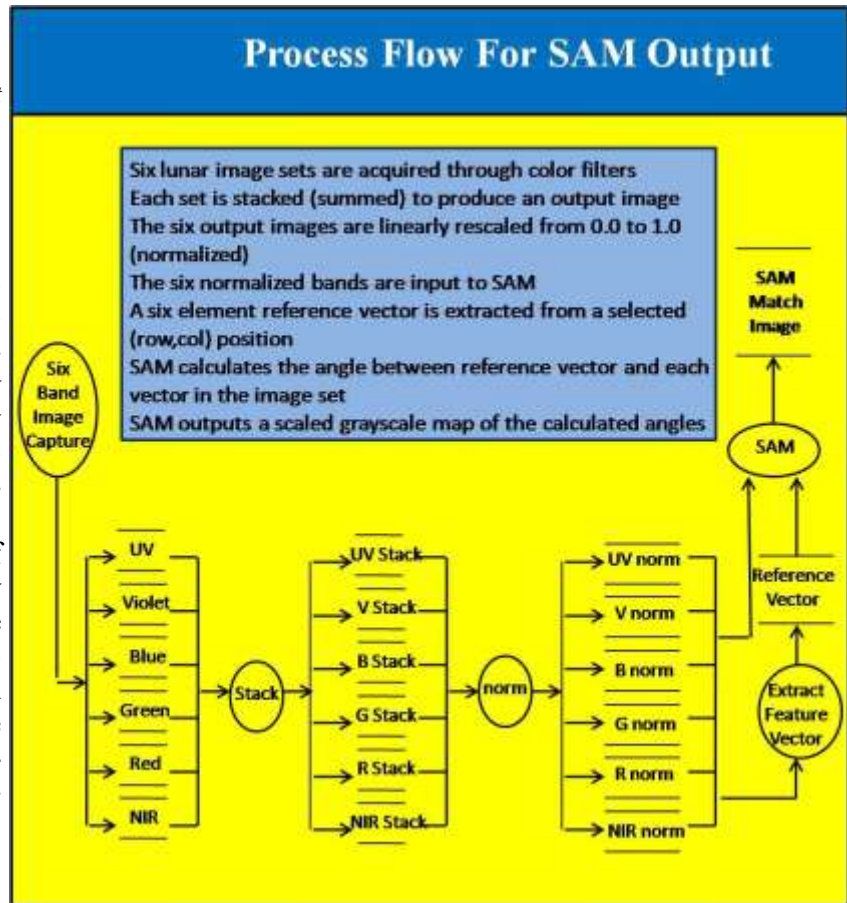 Process Flow For SAM Output
Six lunar image sets are acquired through color filters
Each set is stacked (summed) to produce an output image
The six output images are linearly rescaled from 0.0 to 1.0
(normalized)
The six normalized bands are input to SAM
A six element reference vector is extracted from a selected
(row,col) position
SAM calculates the angle between reference vector and each
vector in the image set
SAM outputs a scaled grayscale map of the calculated angles
Six
Band
Image
Capture
UV
Violet
Blue
Green
Red
NIR
Stack
UV Stack
V Stack
B Stack
G Stack
R Stack
NIR Stack
norm
UV norm
V norm
B norm
G norm
R norm
NIR norm
Extract
Feature
Vector
Reference
Vector
SAM
SAM
Match
Image